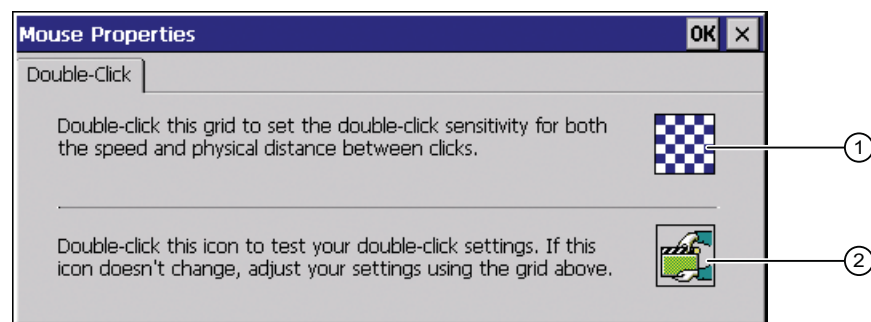 Mouse Properties
OK ×
Double-Click
Double-click this grid to set the double-click sensitivity for both
the speed and physical distance between clicks.
1
Double-click this icon to test your double-click settings. If this
icon doesn't change, adjust your settings using the grid above.
2